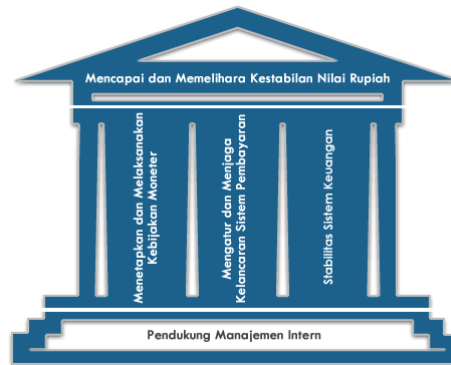 Mencapai dan Memelihara Kestabilan Nilai Rupiah
Menetapkan dan Melaksanakan
Kebijakan Moneter
Mengatur dan Menjaga
Kelancaran Sistem Pembayaran
Stabilitas Sistem Keuangan
Pendukung Manajemen Intern